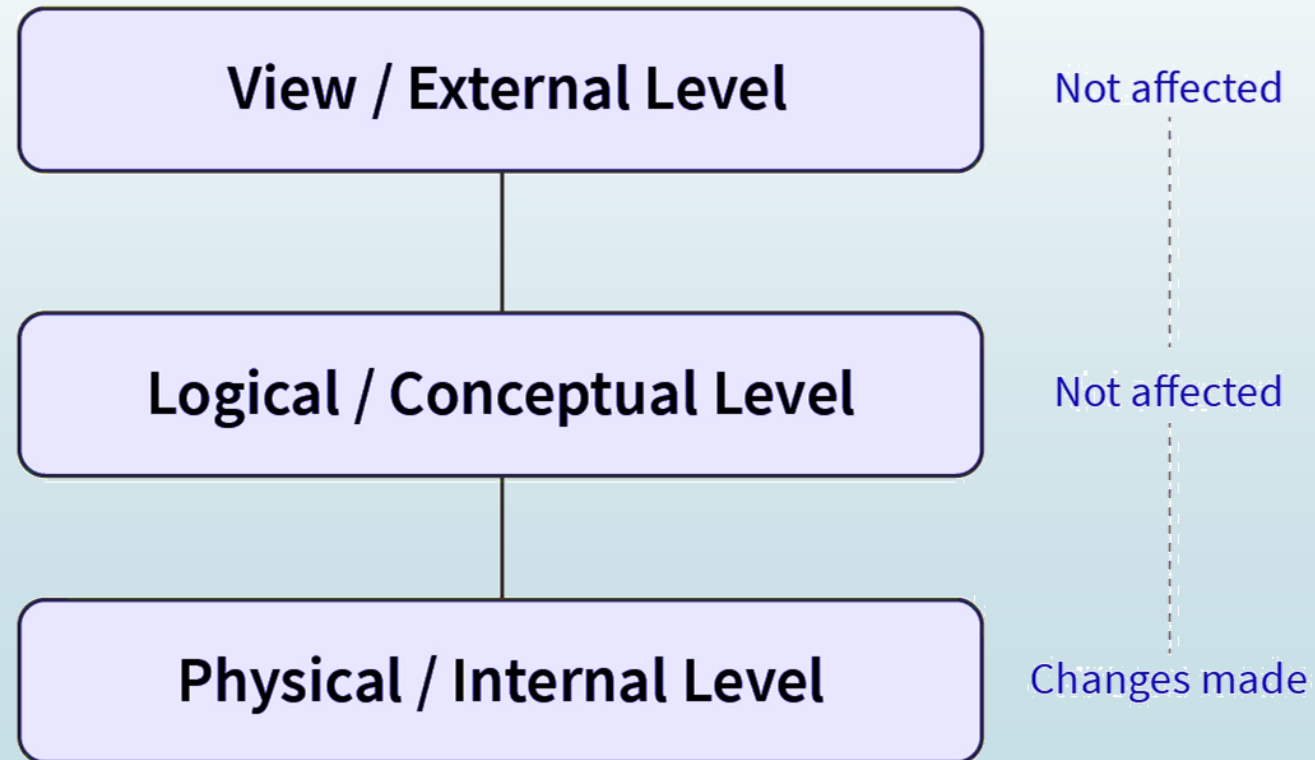 View / External Level
Not affected
Logical / Conceptual Level
Not affected
Physical / Internal Level
Changes made